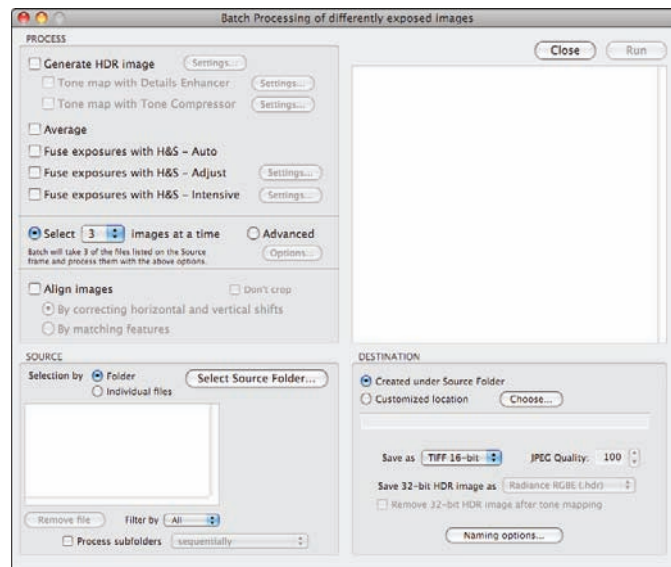 Batch Processing of differently exposed images
PROCESS
Close
Run
Generate HDR image
Settings...
Tone map with Details Enhancer
Settings...
Tone map with Tone Compressor
Settings...
Average
Fuse exposures with H&S - Auto
Fuse exposures with H&S - Adjust
Settings...
Fuse exposures with H&S - Intensive
Settings...
Select 3 images at a time
Advanced
Batch will take 3 of the files listed on the Source
frame and process them with the above options.
Options...
Align images
Don't crop
By correcting horizontal and vertical shifts
By matching features
SOURCE
Selection by
Folder
Individual files
Select Source Folder...
Remove file
Filter by All
Process subfolders
sequentially
DESTINATION
Created under Source Folder
Customized location
Choose...
Save as TIFF 16-bit
JPEG Quality: 100
Save 32-bit HDR image as Radiance RGBE (.hdr)
Remove 32-bit HDR image after tone mapping
Naming options...